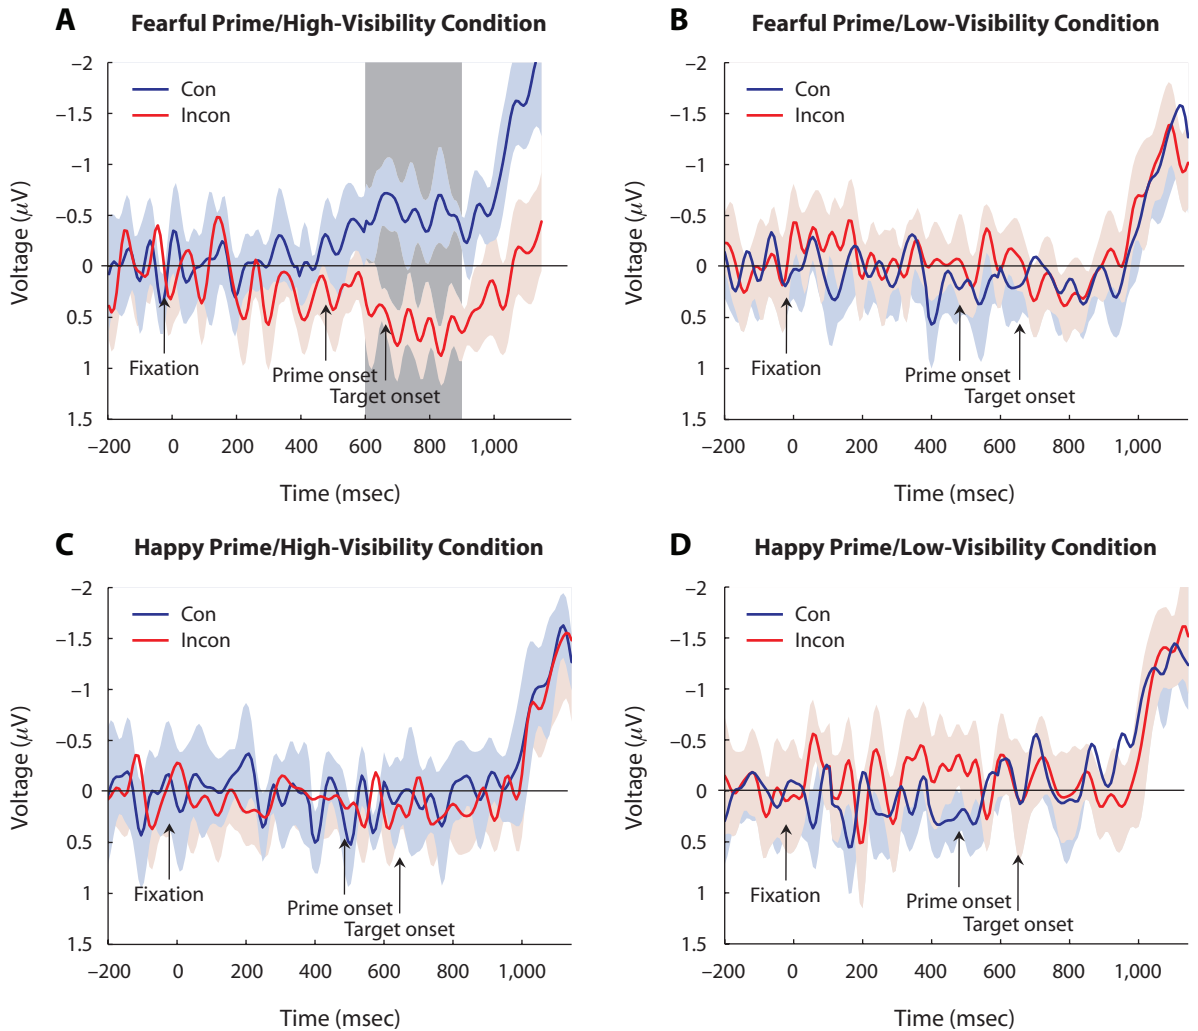 A Fearful Prime/High-Visibility Condition
−2
−1.5
−1
−0.5
0
0.5
1
1.5
Voltage (μV)
Con
Incon
Fixation
Prime onset
Target onset
−200 0 200 400 600 800 1,000
Time (msec)
B Fearful Prime/Low-Visibility Condition
−2
−1.5
−1
−0.5
0
0.5
1
1.5
Voltage (μV)
Con
Incon
Fixation
Prime onset
Target onset
−200 0 200 400 600 800 1,000
Time (msec)
C Happy Prime/High-Visibility Condition
−2
−1.5
−1
−0.5
0
0.5
1
1.5
Voltage (μV)
Con
Incon
Fixation
Prime onset
Target onset
−200 0 200 400 600 800 1,000
Time (msec)
D Happy Prime/Low-Visibility Condition
−2
−1.5
−1
−0.5
0
0.5
1
1.5
Voltage (μV)
Con
Incon
Fixation
Prime onset
Target onset
−200 0 200 400 600 800 1,000
Time (msec)